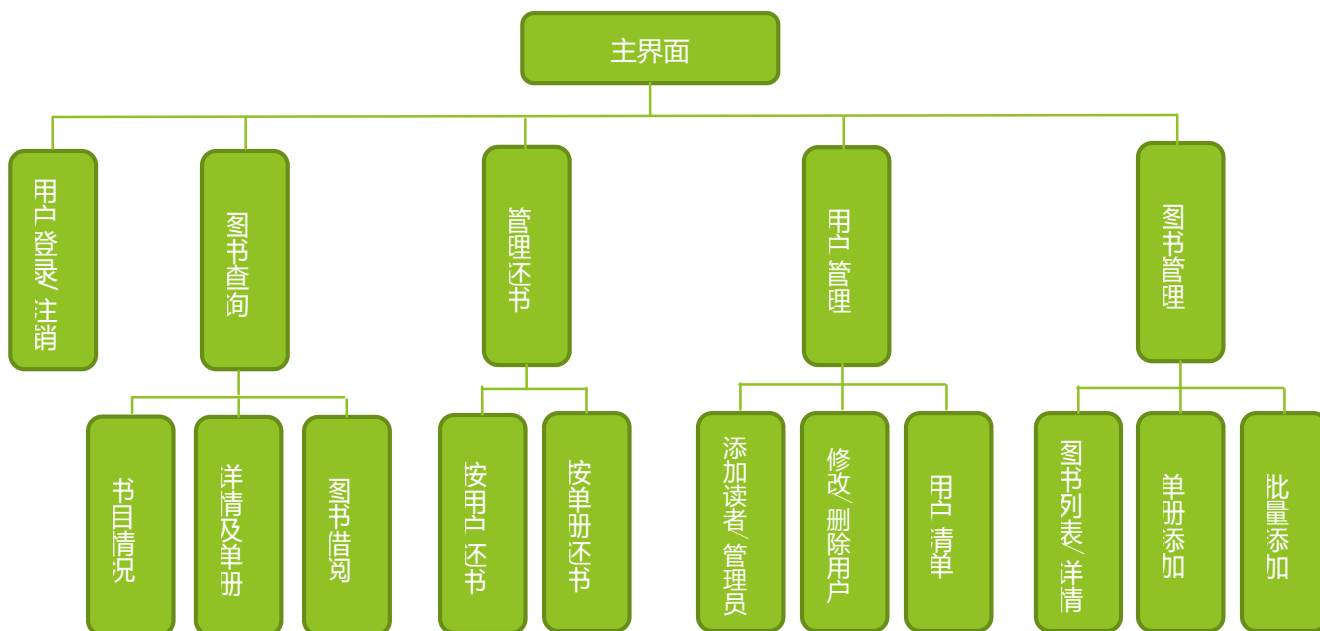 主界面
用户登录/注销
图书查询
管理还书
用户管理
图书管理
书目情况
详情及单册
图书借阅
按用户还书
按单册还书
添加读者/管理员
修改/删除用户
用户清单
图书列表/详情
单册添加
批量添加